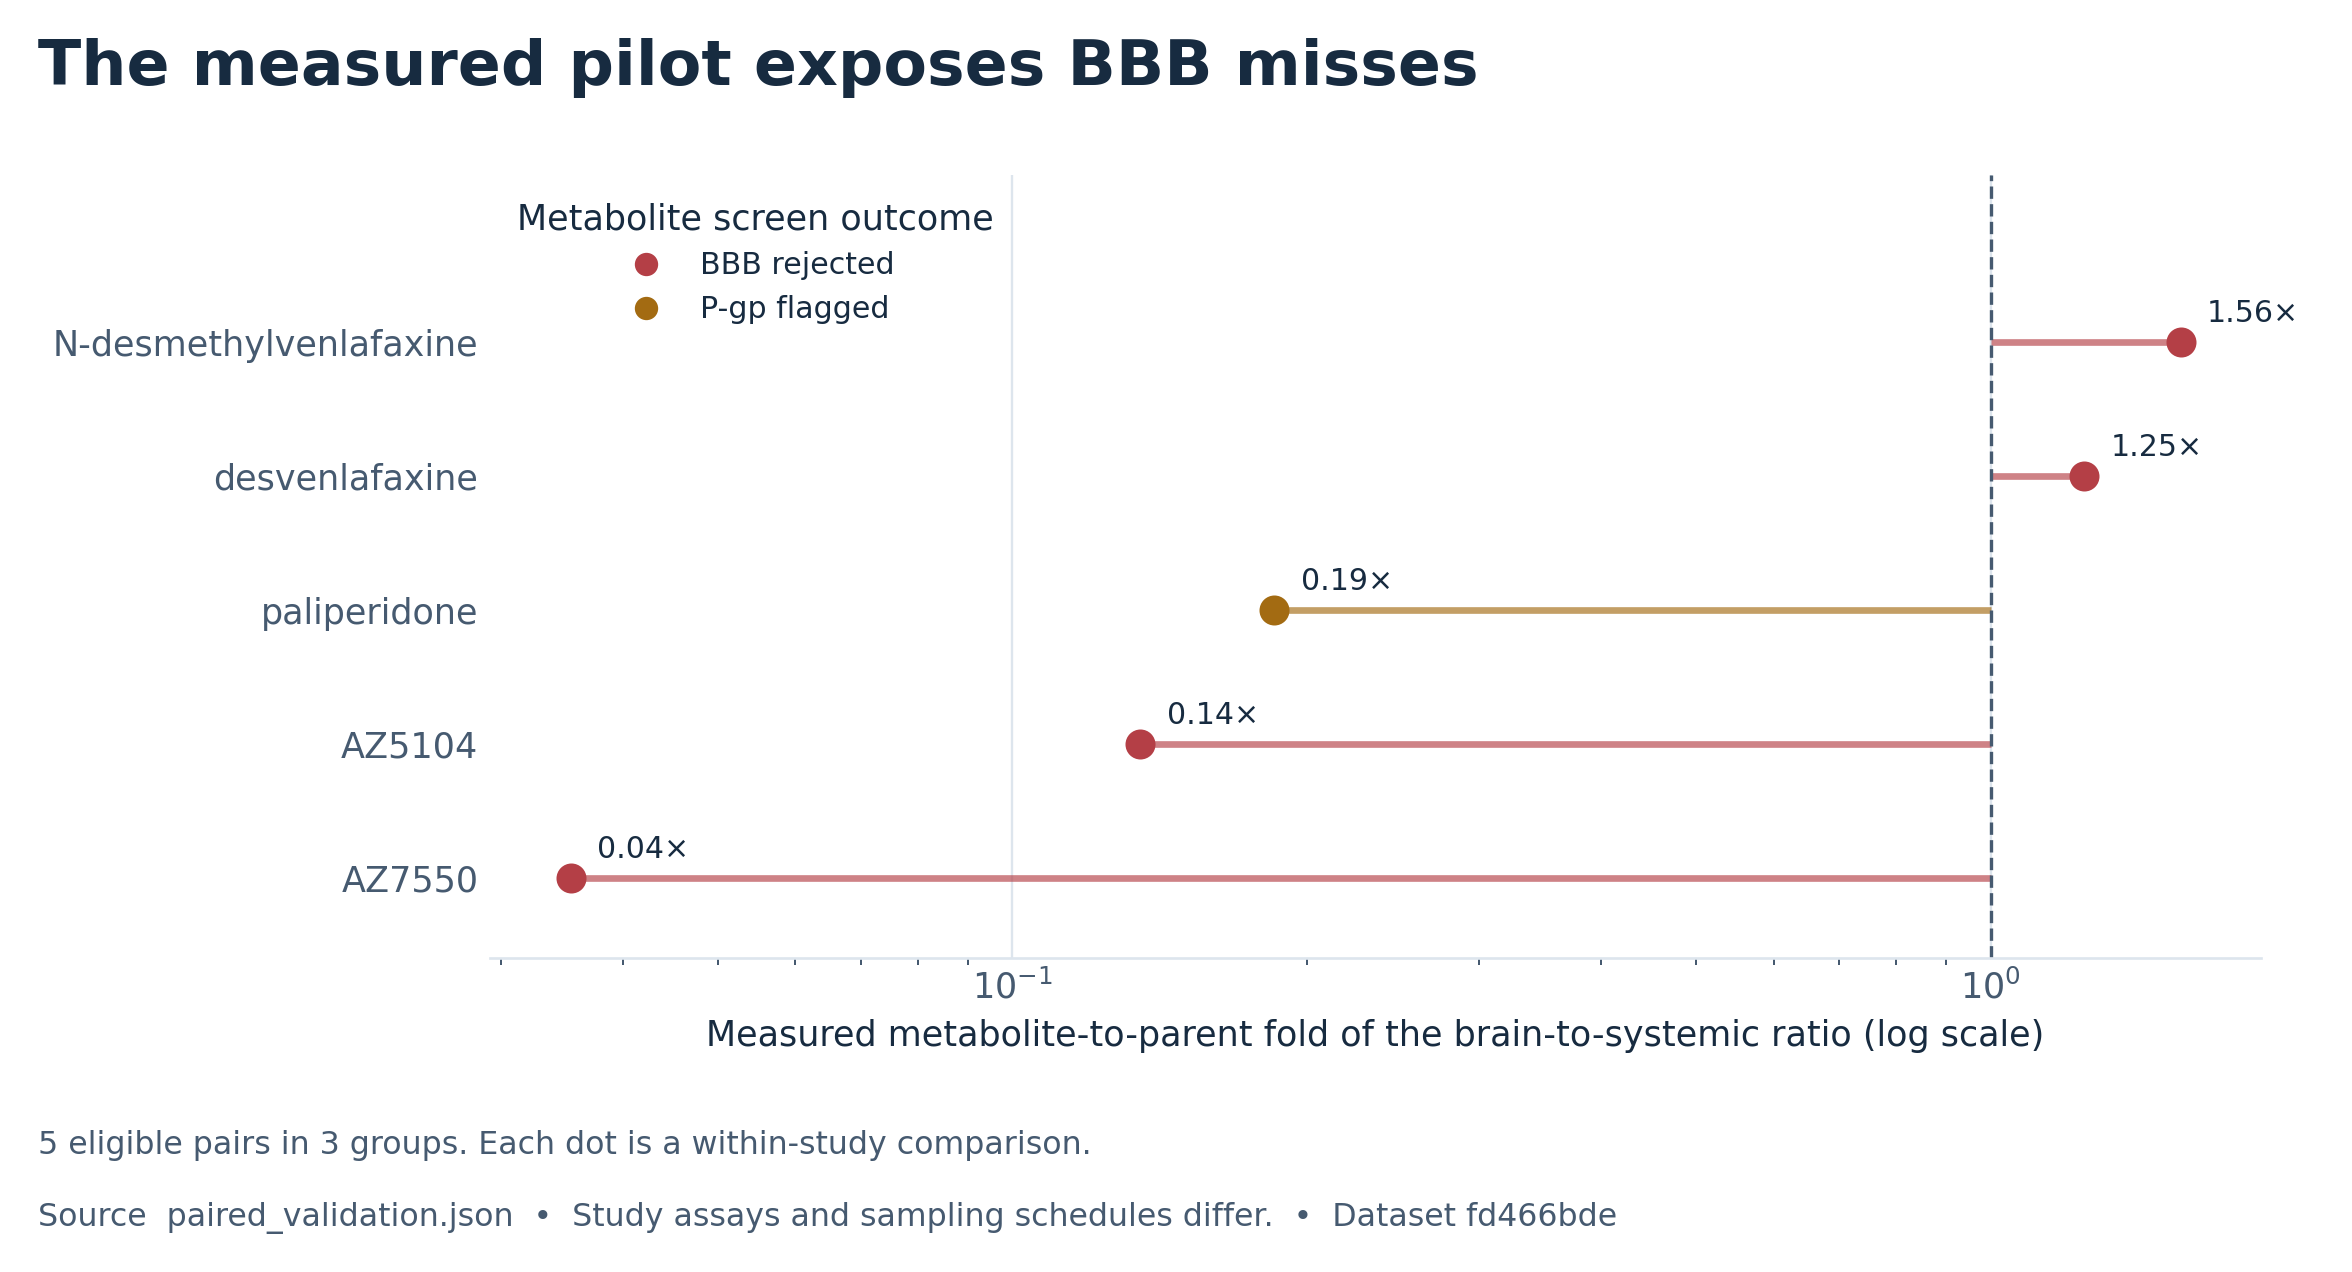 The measured pilot exposes BBB misses
Metabolite screen outcome
BBB rejected
P-gp flagged
N-desmethylvenlafaxine
1.56×
desvenlafaxine
1.25×
paliperidone
0.19×
AZ5104
0.14×
AZ7550
0.04×
10⁻¹
10⁰
Measured metabolite-to-parent fold of the brain-to-systemic ratio (log scale)
5 eligible pairs in 3 groups. Each dot is a within-study comparison.
Source paired_validation.json • Study assays and sampling schedules differ. • Dataset fd466bde